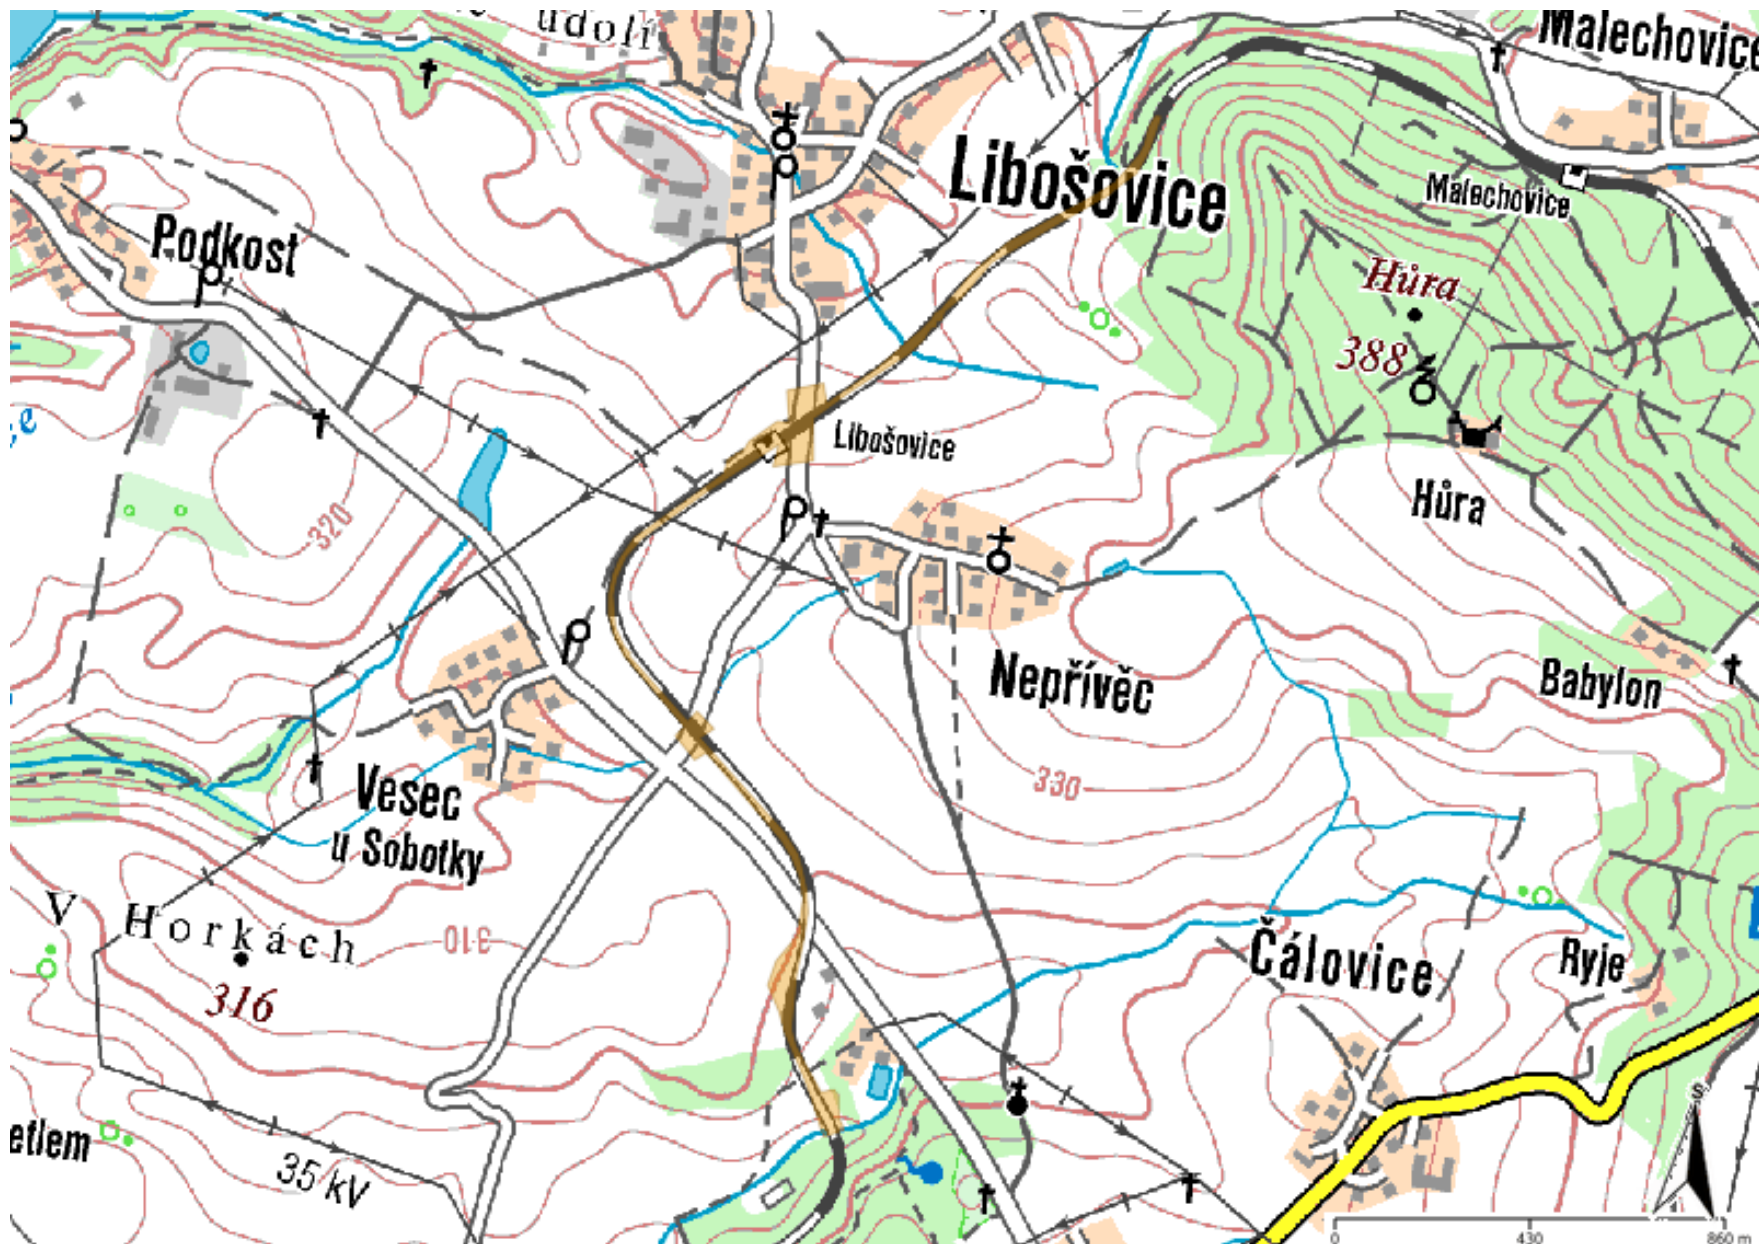 údolí
Malechovice
Libošovice
Malechovice
Podkost
Hůra
388
Libošovice
Hůra
320
Nepřívěc
Babylon
330
Vesec
u Sobotky
V Horkách
310
316
Čálovice
Ryje
etlem
35 kV
S
0 430 860 m